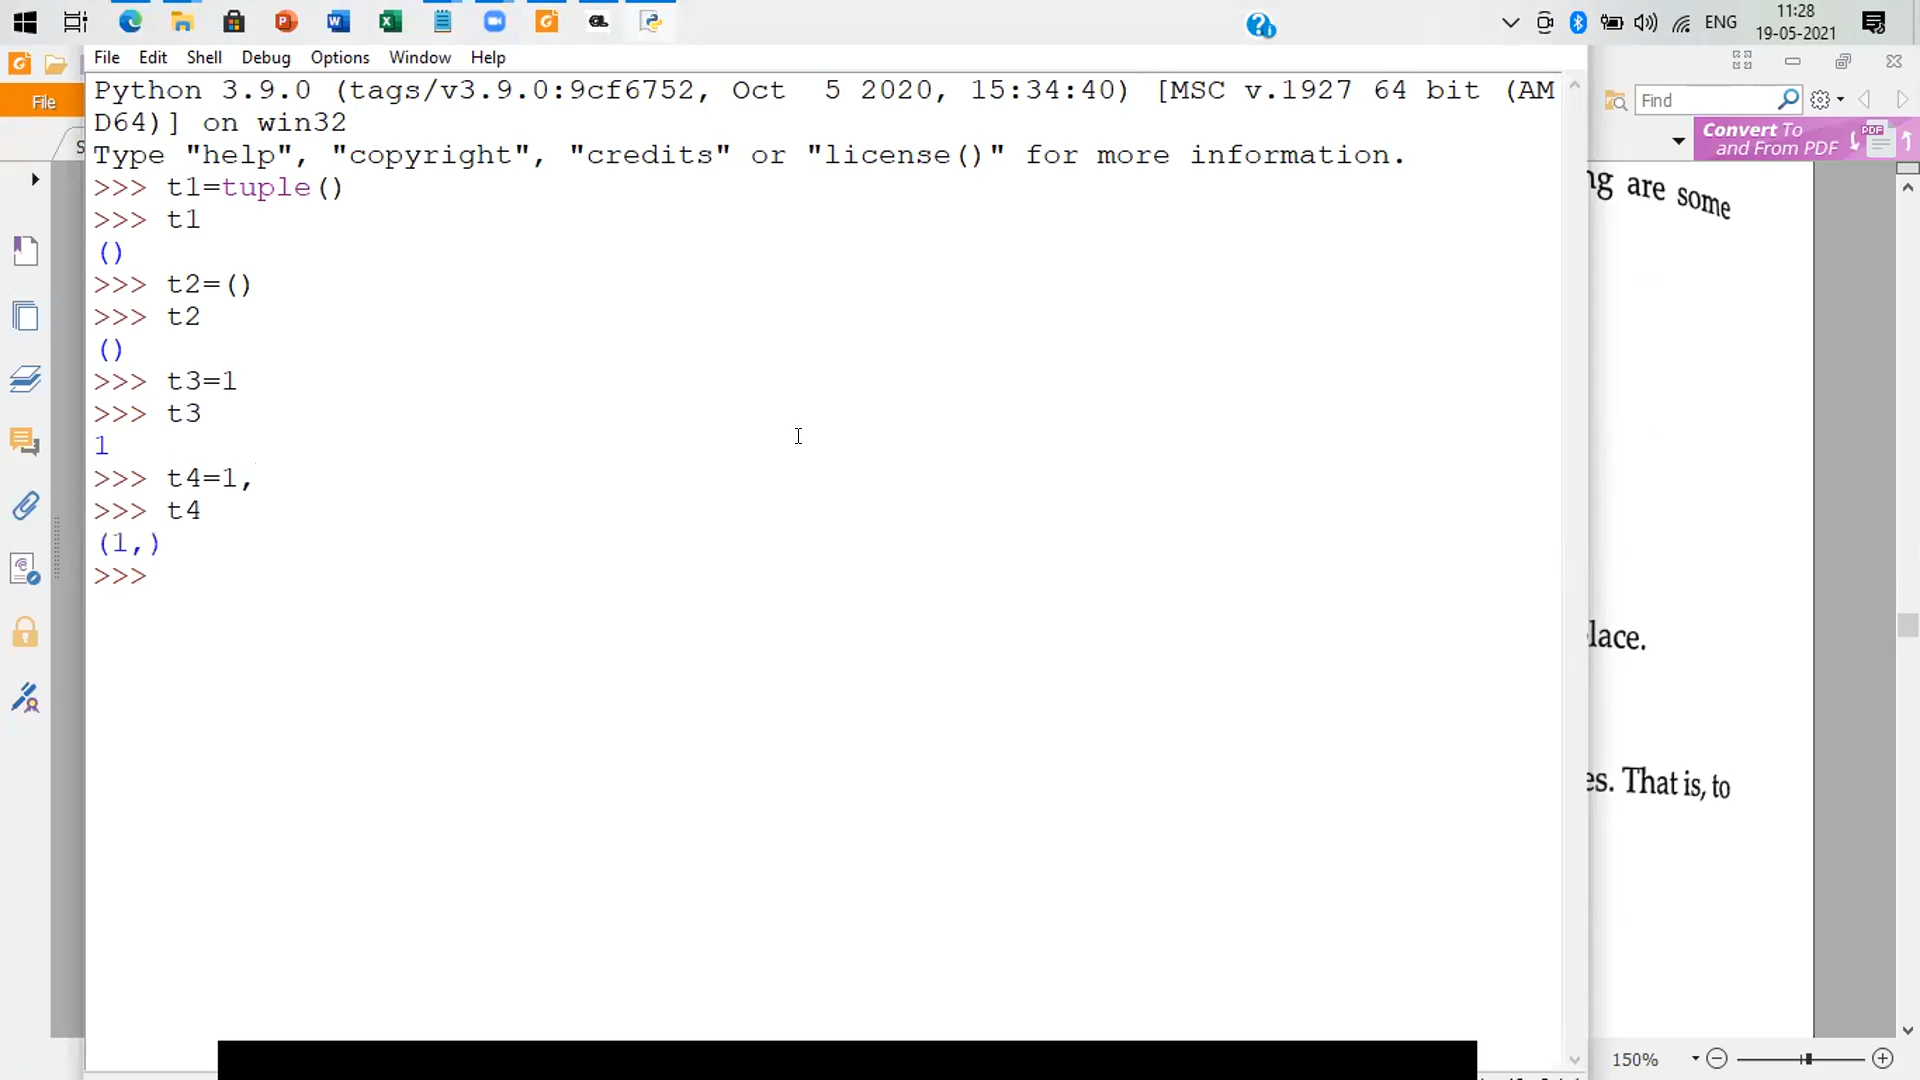 ENG
11:28
19-05-2021
File Edit Shell Debug Options Window Help
File
Find
Convert To
and From PDF
PDF
Python 3.9.0 (tags/v3.9.0:9cf6752, Oct  5 2020, 15:34:40) [MSC v.1927 64 bit (AM
D64)] on win32
Type "help", "copyright", "credits" or "license()" for more information.
>>> t1=tuple()
>>> t1
()
>>> t2=()
>>> t2
()
>>> t3=1
>>> t3
1
>>> t4=1,
>>> t4
(1,)
>>>
ng are some
lace.
es. That is, to
150%